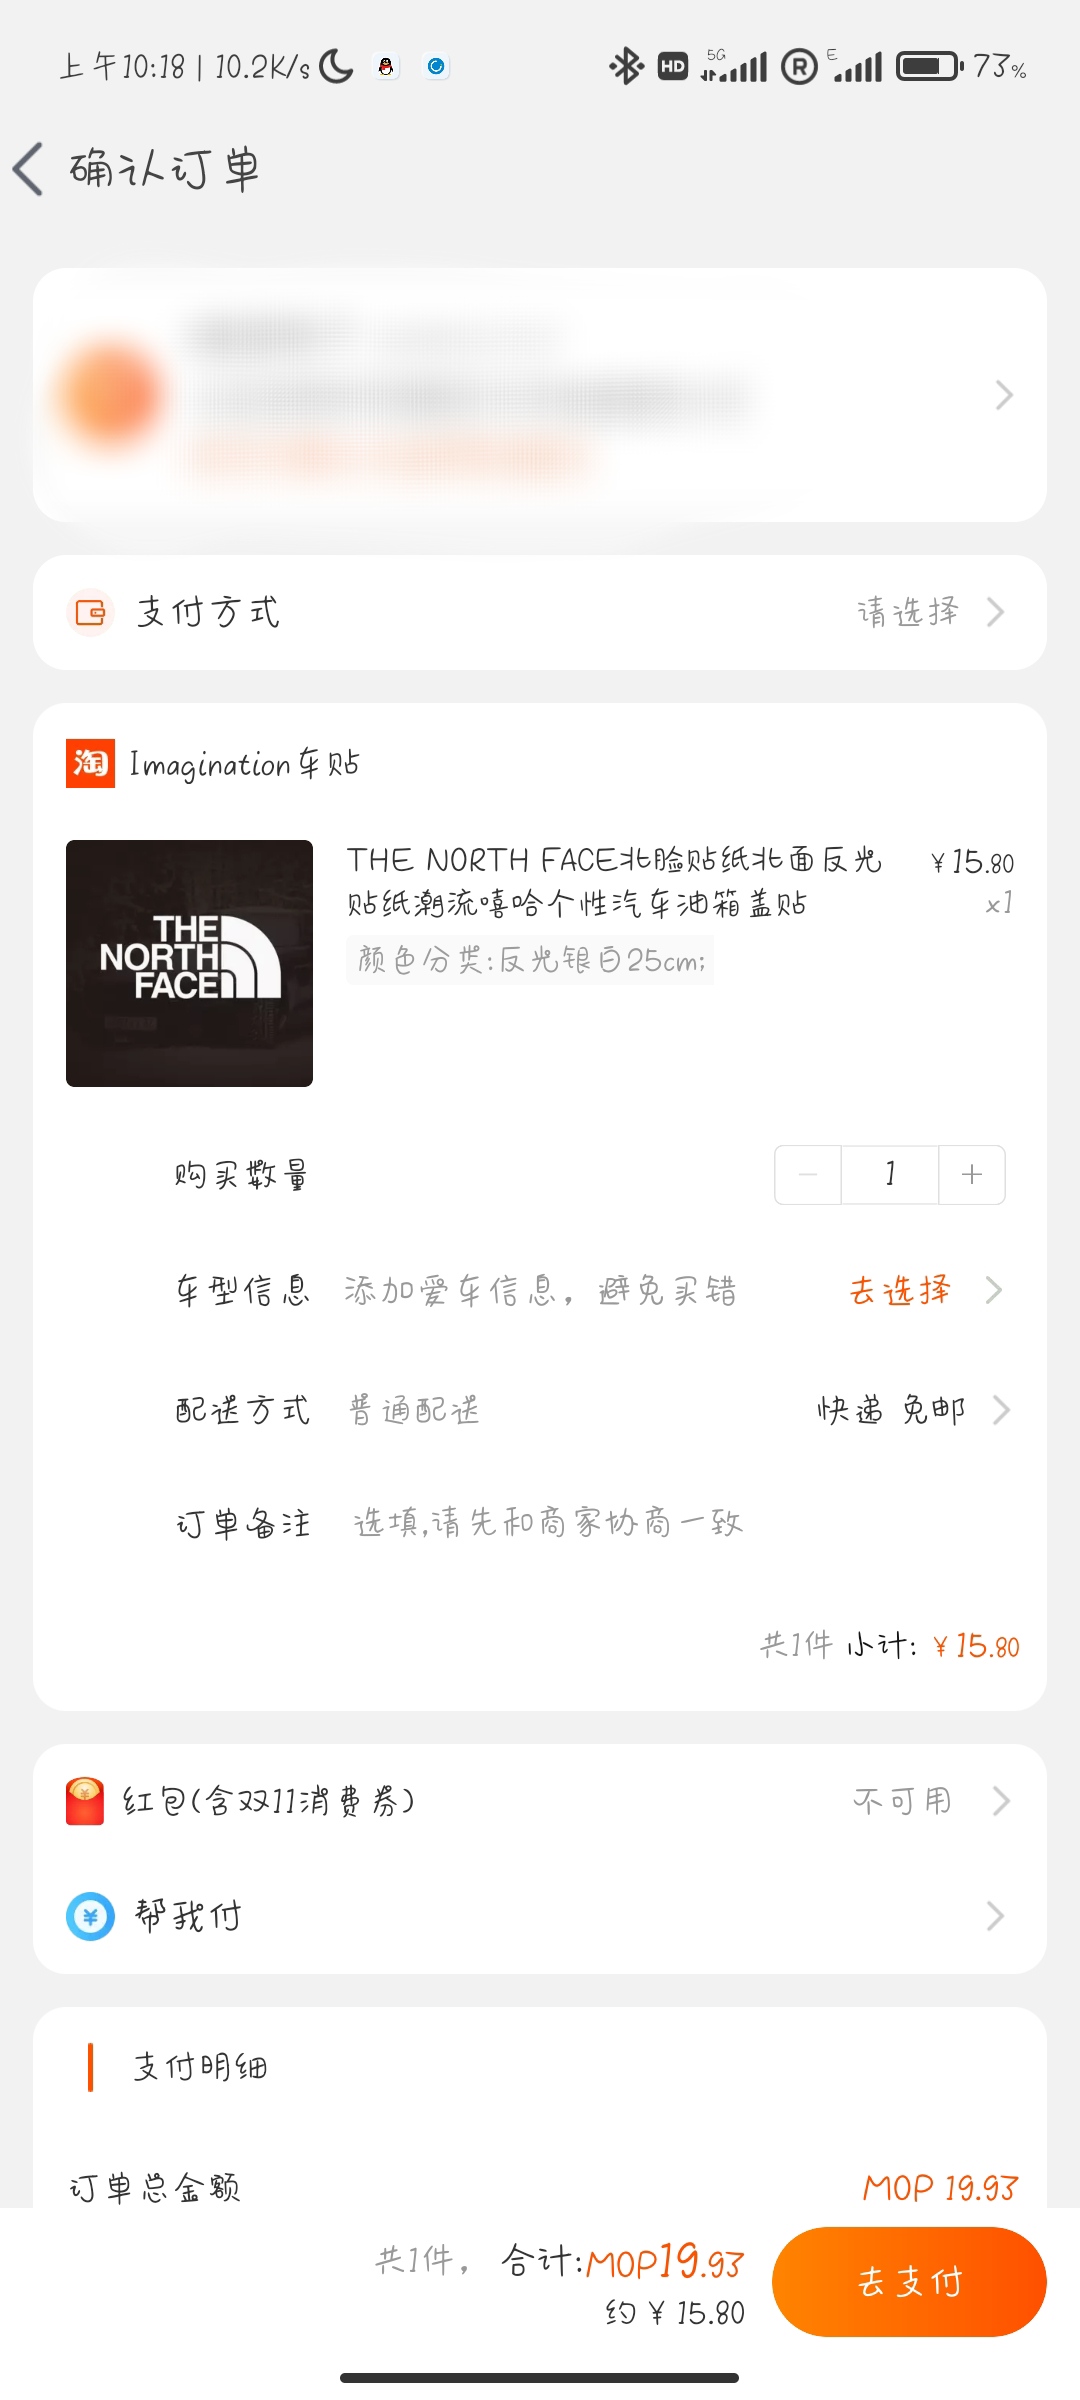 上午10:18 | 10.2K/s
HD 5G R E 73%
确认订单
支付方式 请选择
淘 Imagination车贴
THE NORTH FACE北脸贴纸北面反光 ¥15.80
贴纸潮流嘻哈个性汽车油箱盖贴 x1
颜色分类:反光银白25cm;
THE
NORTH
FACE
购买数量 1
车型信息 添加爱车信息，避免买错 去选择
配送方式 普通配送 快递 免邮
订单备注 选填,请先和商家协商一致
共1件 小计: ¥15.80
红包(含双11消费券) 不可用
帮我付
支付明细
订单总金额 MOP 19.93
共1件， 合计:MOP19.93
约 ¥ 15.80
去支付